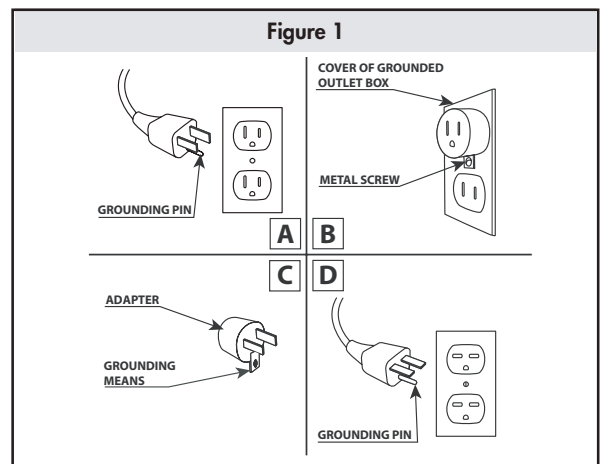 Figure 1
GROUNDING PIN
A
COVER OF GROUNDED
OUTLET BOX
METAL SCREW
B
C
ADAPTER
GROUNDING
MEANS
D
GROUNDING PIN